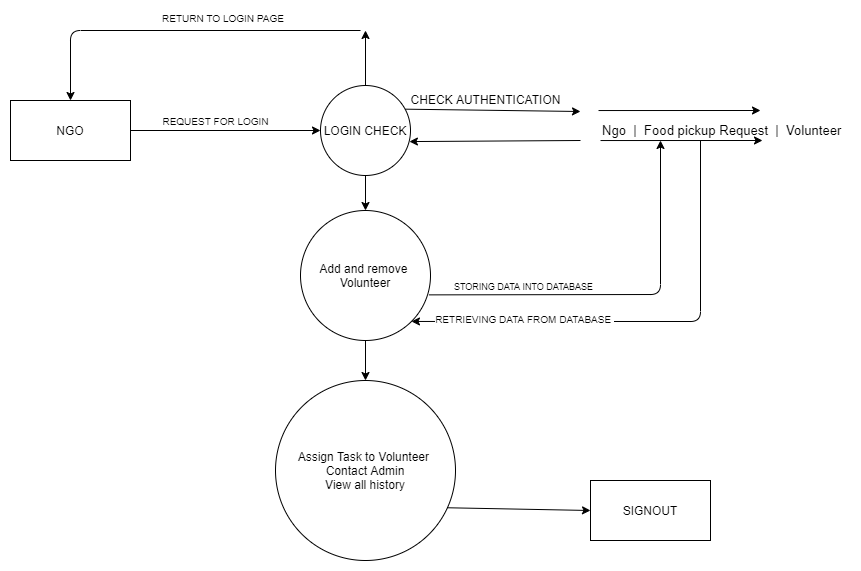 RETURN TO LOGIN PAGE
CHECK AUTHENTICATION
NGO
REQUEST FOR LOGIN
LOGIN CHECK
Ngo | Food pickup Request | Volunteer
Add and remove
Volunteer
STORING DATA INTO DATABASE
RETRIEVING DATA FROM DATABASE
Assign Task to Volunteer
Contact Admin
View all history
SIGNOUT